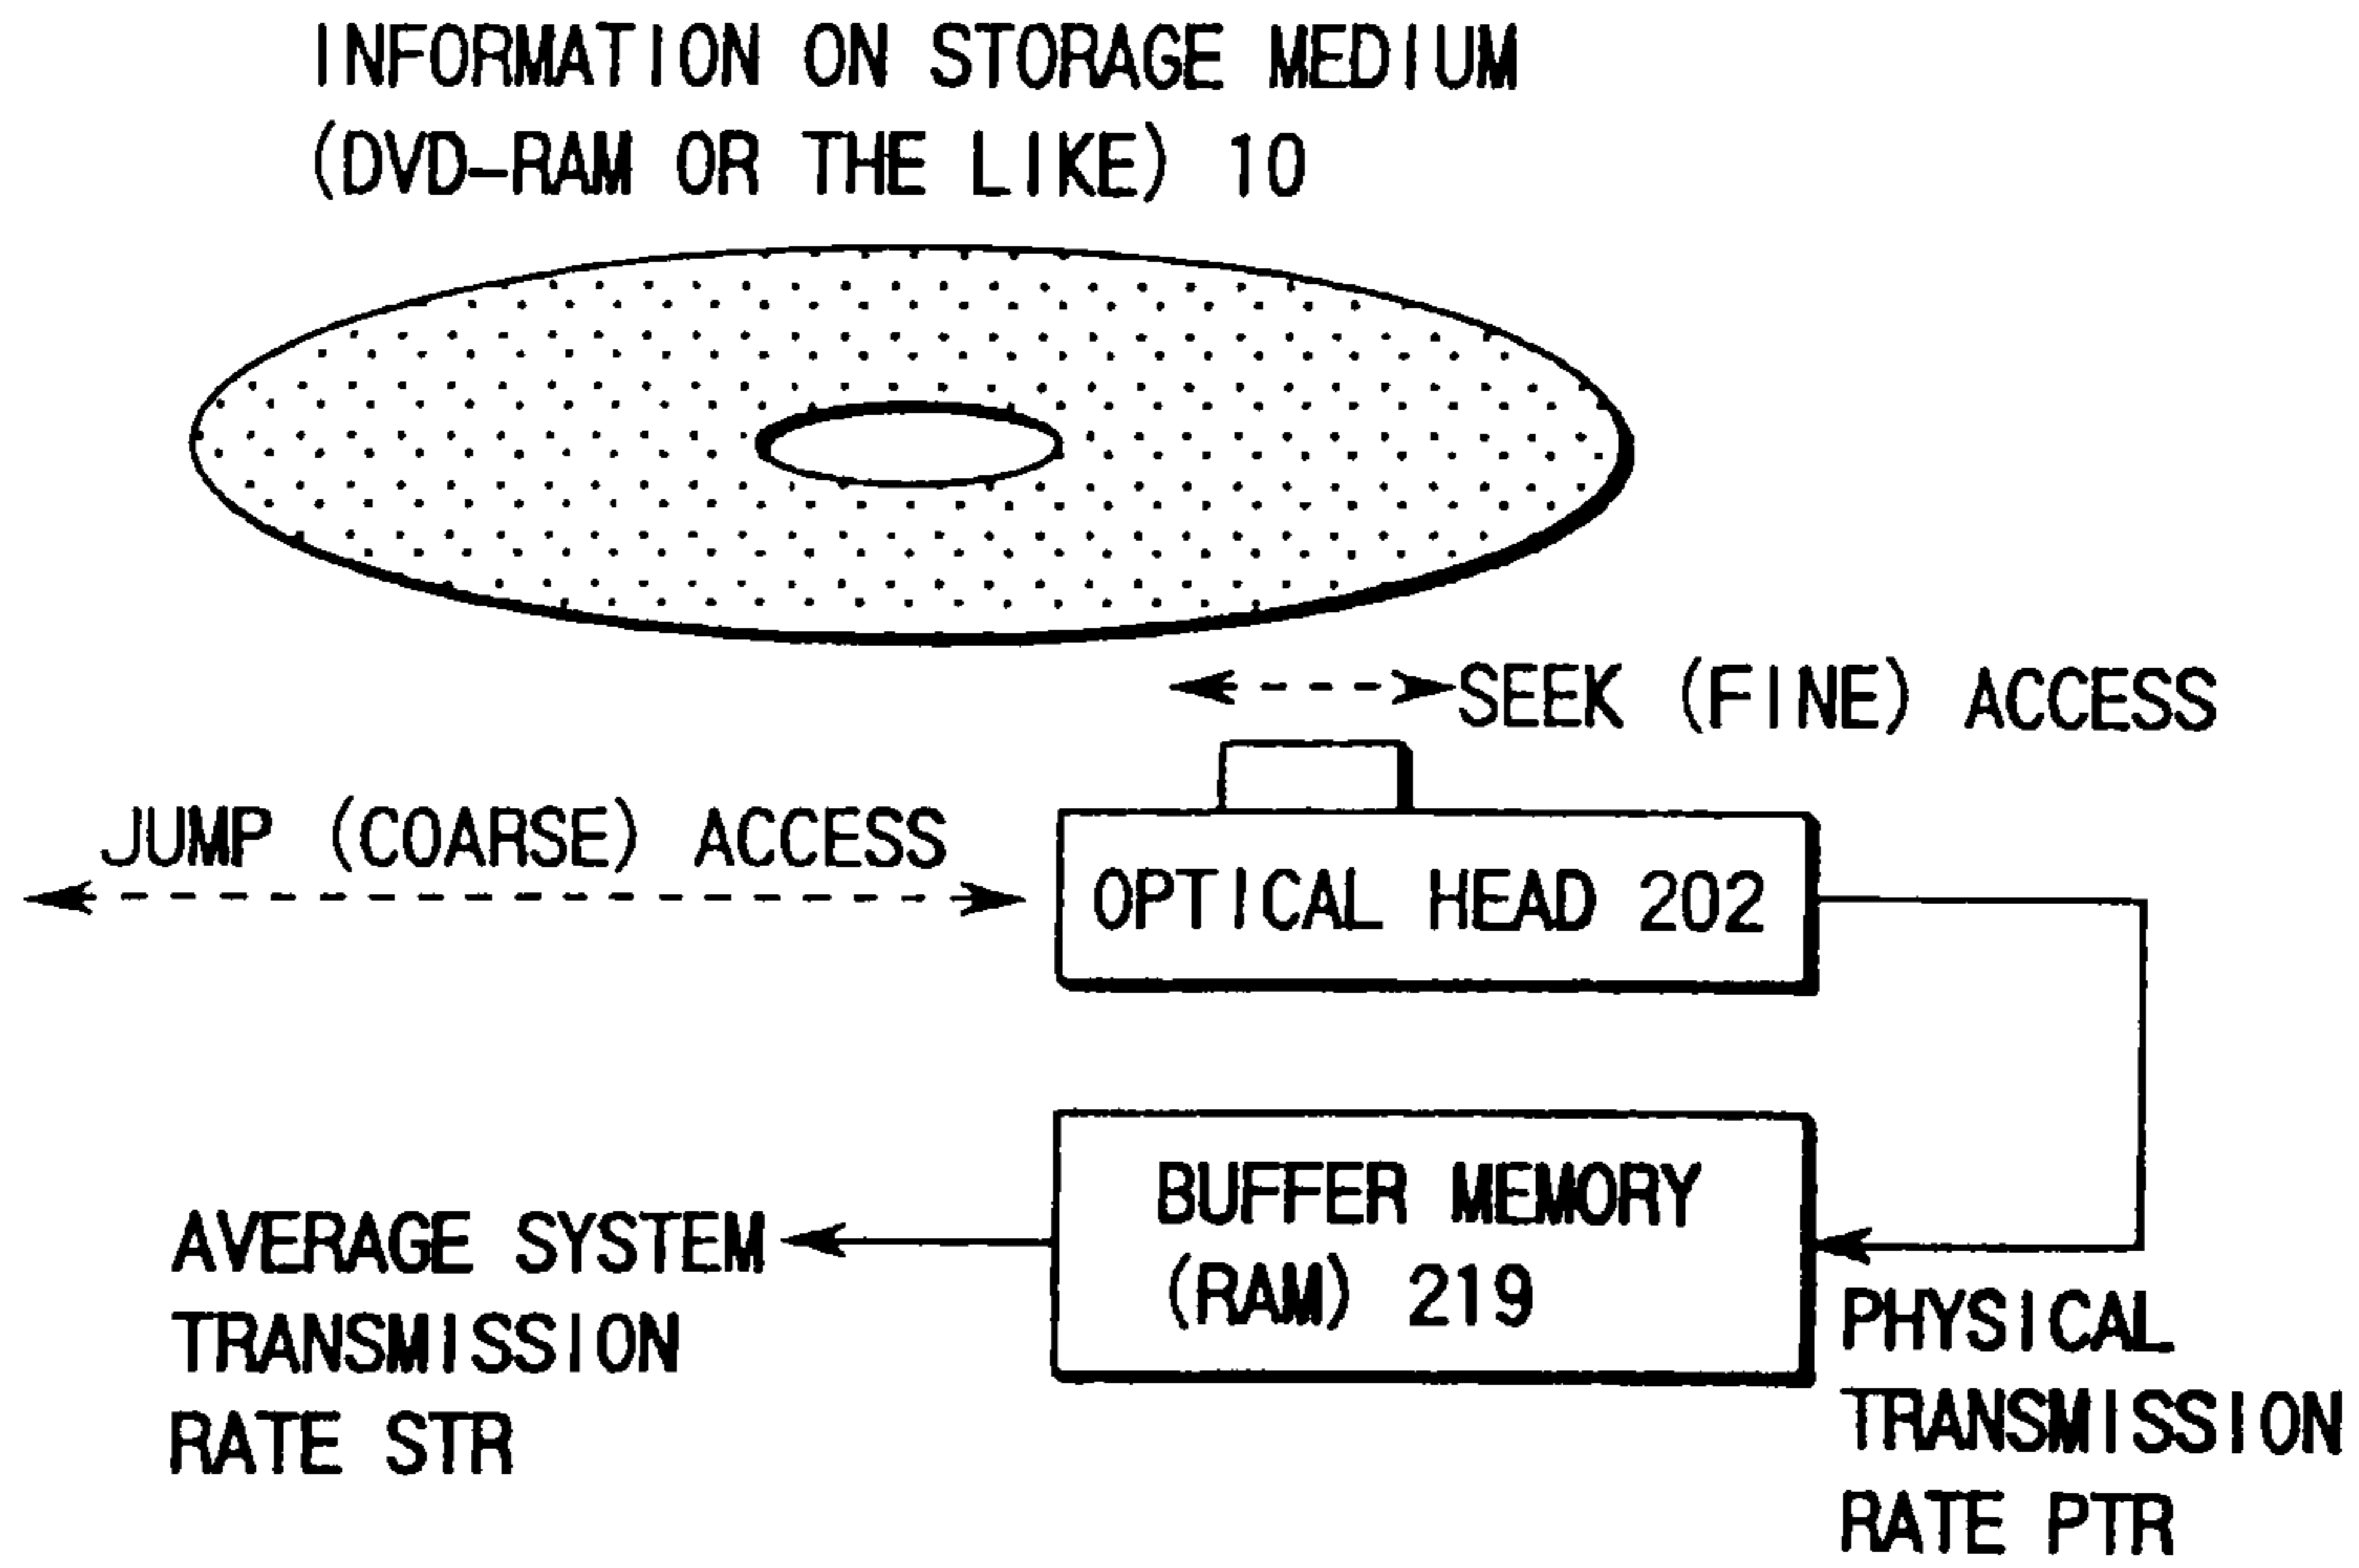 INFORMATION ON STORAGE MEDIUM
(DVD-RAM OR THE LIKE) 10
SEEK (FINE) ACCESS
JUMP (COARSE) ACCESS
OPTICAL HEAD 202
BUFFER MEMORY
(RAM) 219
AVERAGE SYSTEM
TRANSMISSION
RATE STR
PHYSICAL
TRANSMISSION
RATE PTR